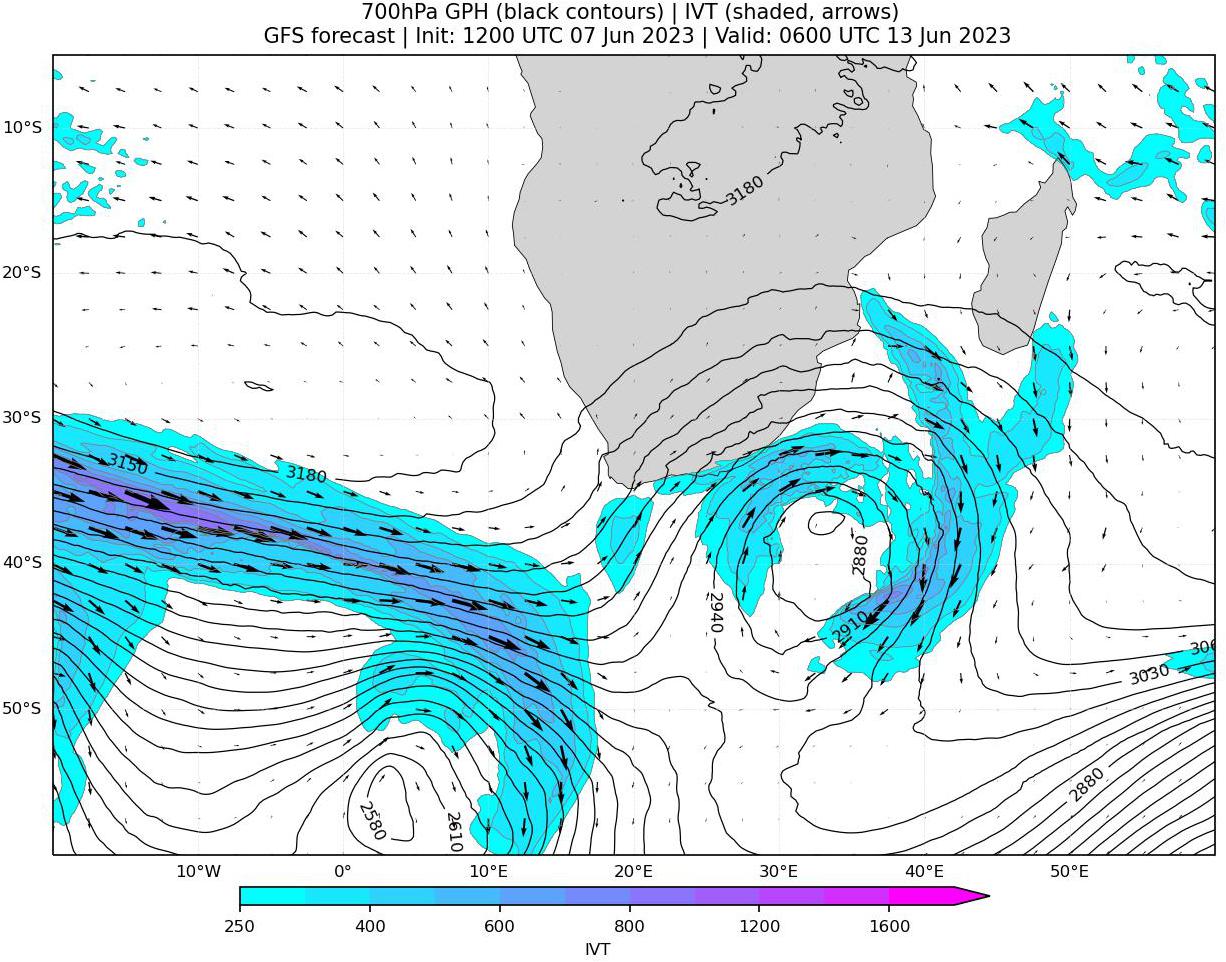 700hPa GPH (black contours) | IVT (shaded, arrows)
GFS forecast | Init: 1200 UTC 07 Jun 2023 | Valid: 0600 UTC 13 Jun 2023
10°S
3180
20°S
30°S
3150
3180
40°S
2880
2940
2910
3030
50°S
2880
2580
2610
10°W
0°
10°E
20°E
30°E
40°E
50°E
250
400
600
800
1200
1600
IVT